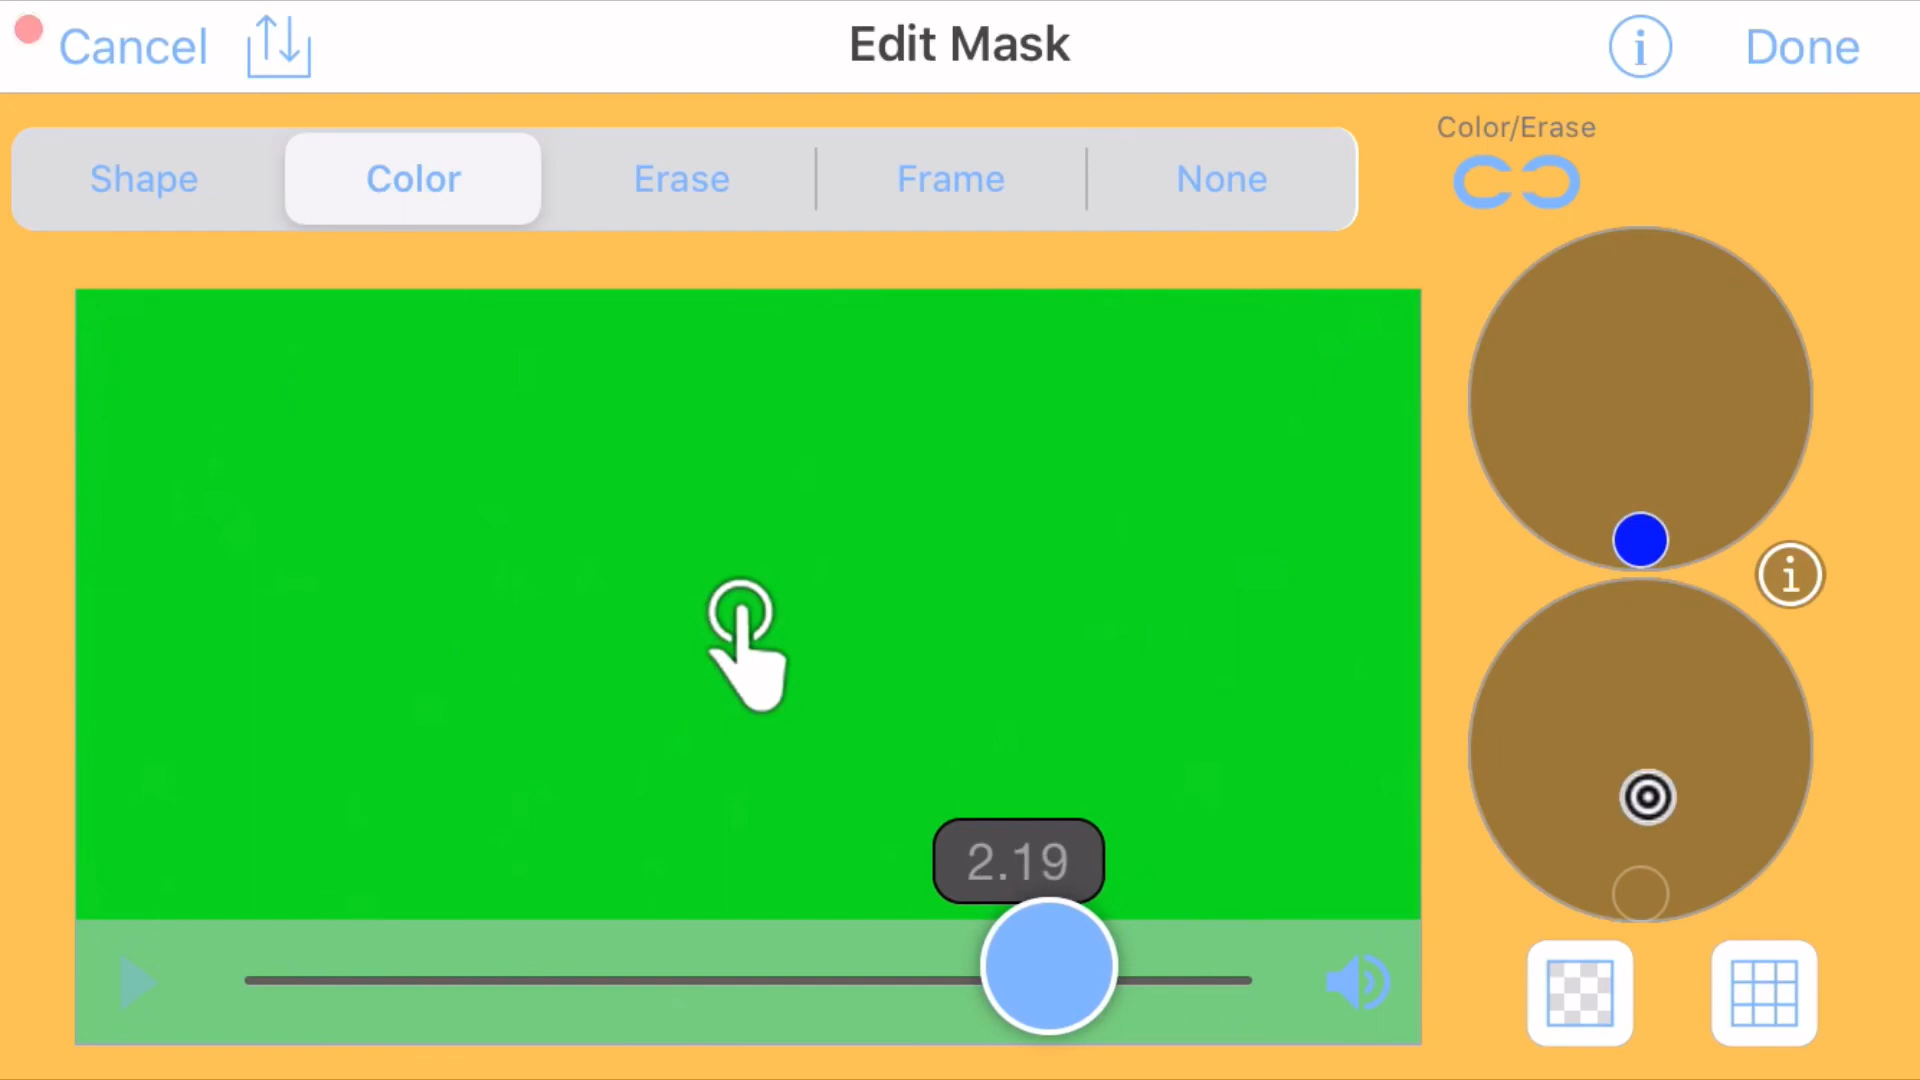 Cancel
Edit Mask
i
Done
Color/Erase
Shape
Color
Erase
Frame
None
i
2.19